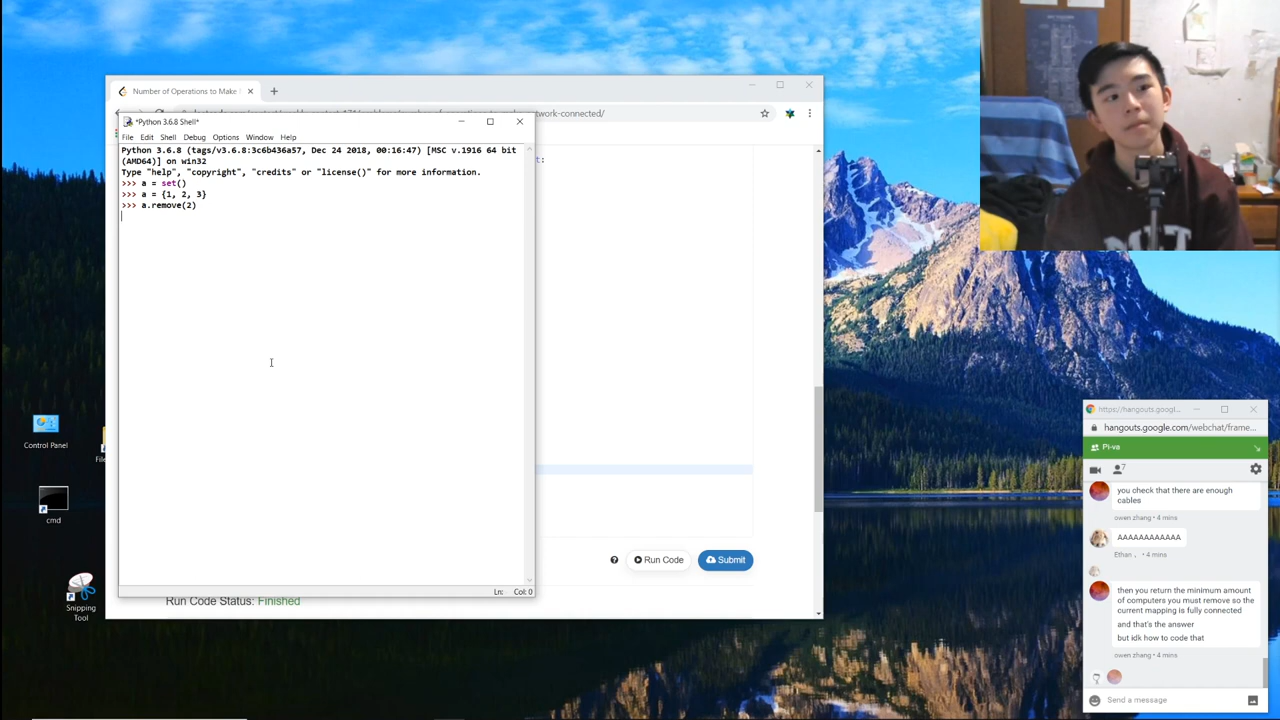 Number of Operations to Make
twork-connected/
*Python 3.6.8 Shell*
File Edit Shell Debug Options Window Help
Python 3.6.8 (tags/v3.6.8:3c6b436a57, Dec 24 2018, 00:16:47) [MSC v.1916 64 bit
(AMD64)] on win32
Type "help", "copyright", "credits" or "license()" for more information.
>>> a = set()
>>> a = {1, 2, 3}
>>> a.remove(2)
Ln: Col: 0
t:
Run Code
Submit
Run Code Status: Finished
Control Panel
cmd
Snipping
Tool
https://hangouts.googl...
hangouts.google.com/webchat/frame...
Pi-va
7
you check that there are enough
cables
owen zhang • 4 mins
AAAAAAAAAAAA
Ethan . • 4 mins
then you return the minimum amount
of computers you must remove so the
current mapping is fully connected
and that's the answer
but idk how to code that
owen zhang • 4 mins
Send a message